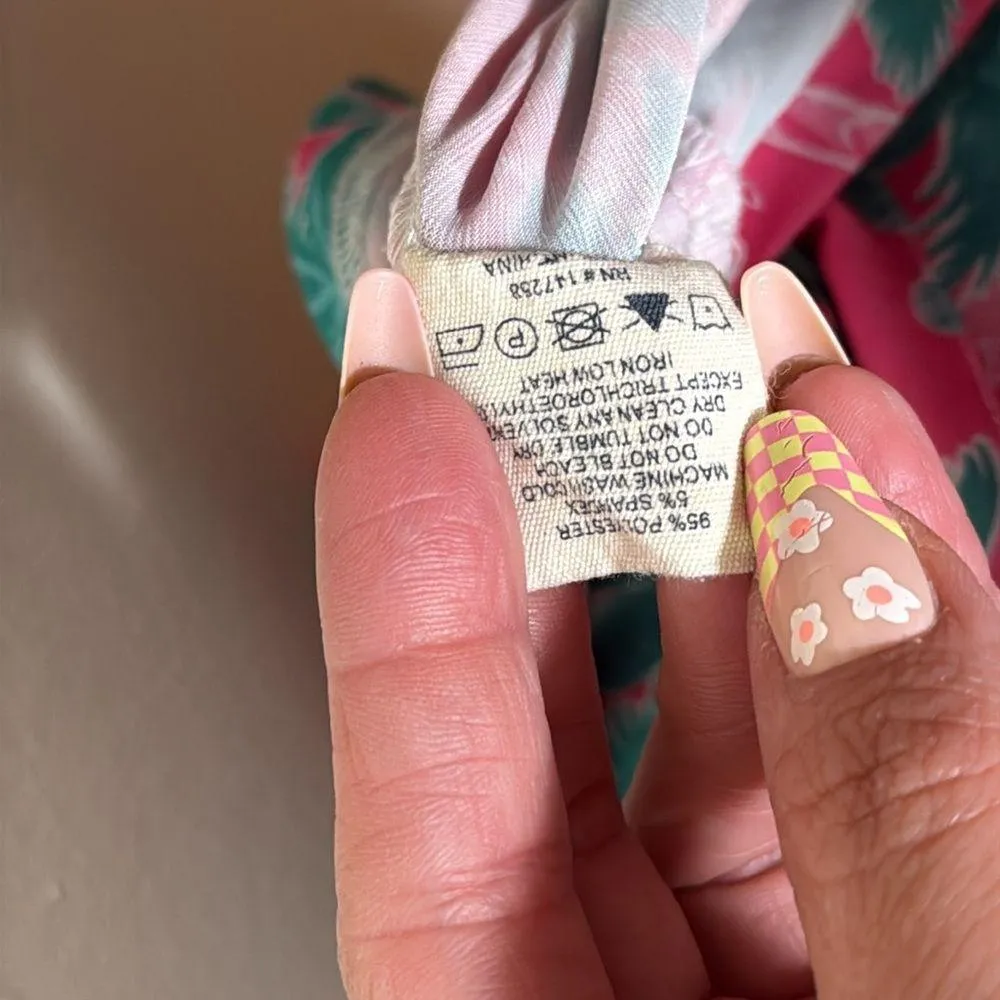 95% POLYESTER
5% SPANDEX
MACHINE WASH COLD
DO NOT BLEACH
DO NOT TUMBLE DRY
DRY CLEAN ANY SOLVENT
EXCEPT TRICHLOROETHY
IRON LOW HEAT
P
RN # 147258